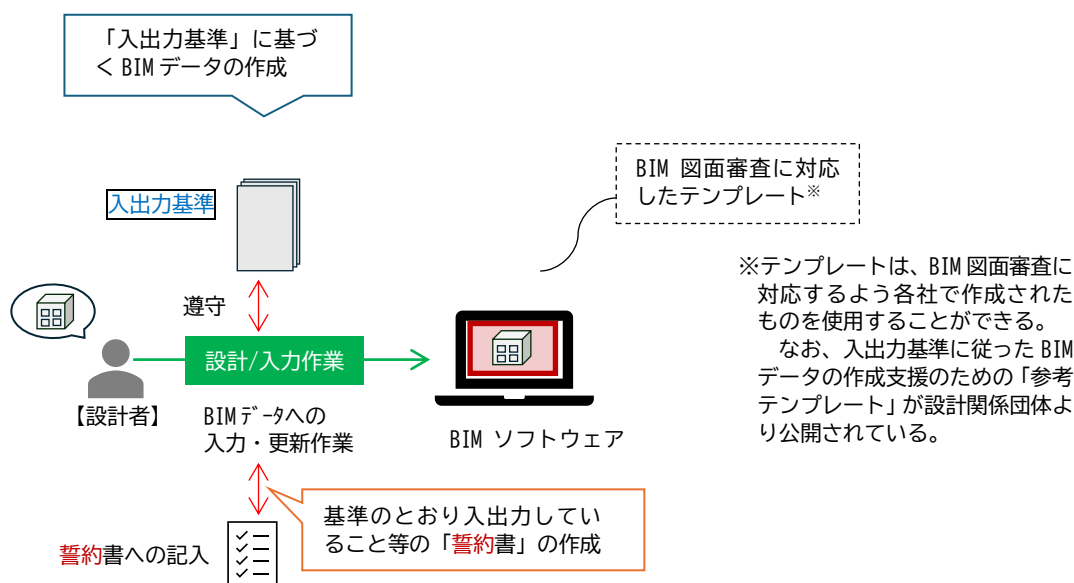 「入出力基準」に基づ
く BIM データの作成
BIM 図面審査に対応
したテンプレート※
入出力基準
※テンプレートは、BIM 図面審査に
対応するよう各社で作成された
ものを使用することができる。
なお、入出力基準に従った BIM
データの作成支援のための「参考
テンプレート」が設計関係団体よ
り公開されている。
遵守
設計/入力作業
【設計者】
BIMﾃﾞｰﾀへの
入力・更新作業
BIM ソフトウェア
基準のとおり入出力してい
ること等の「誓約書」の作成
誓約書への記入